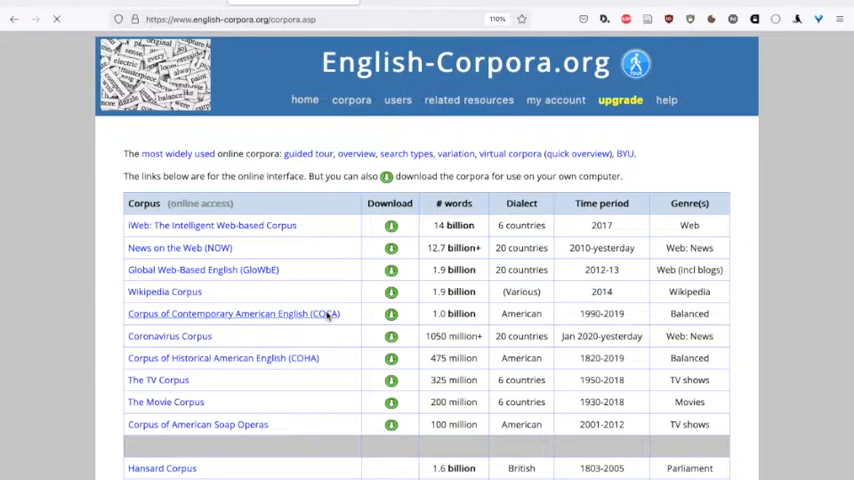 https://www.english-corpora.org/corpora.asp
110%
English-Corpora.org
home corpora users related resources my account upgrade help
The most widely used online corpora: guided tour, overview, search types, variation, virtual corpora (quick overview), BYU.
The links below are for the online interface. But you can also download the corpora for use on your own computer.
Corpus (online access) Download # words Dialect Time period Genre(s)
iWeb: The Intelligent Web-based Corpus 14 billion 6 countries 2017 Web
News on the Web (NOW) 12.7 billion+ 20 countries 2010-yesterday Web: News
Global Web-Based English (GloWbE) 1.9 billion 20 countries 2012-13 Web (incl blogs)
Wikipedia Corpus 1.9 billion (Various) 2014 Wikipedia
Corpus of Contemporary American English (COCA) 1.0 billion American 1990-2019 Balanced
Coronavirus Corpus 1050 million+ 20 countries Jan 2020-yesterday Web: News
Corpus of Historical American English (COHA) 475 million American 1820-2019 Balanced
The TV Corpus 325 million 6 countries 1950-2018 TV shows
The Movie Corpus 200 million 6 countries 1930-2018 Movies
Corpus of American Soap Operas 100 million American 2001-2012 TV shows
Hansard Corpus 1.6 billion British 1803-2005 Parliament